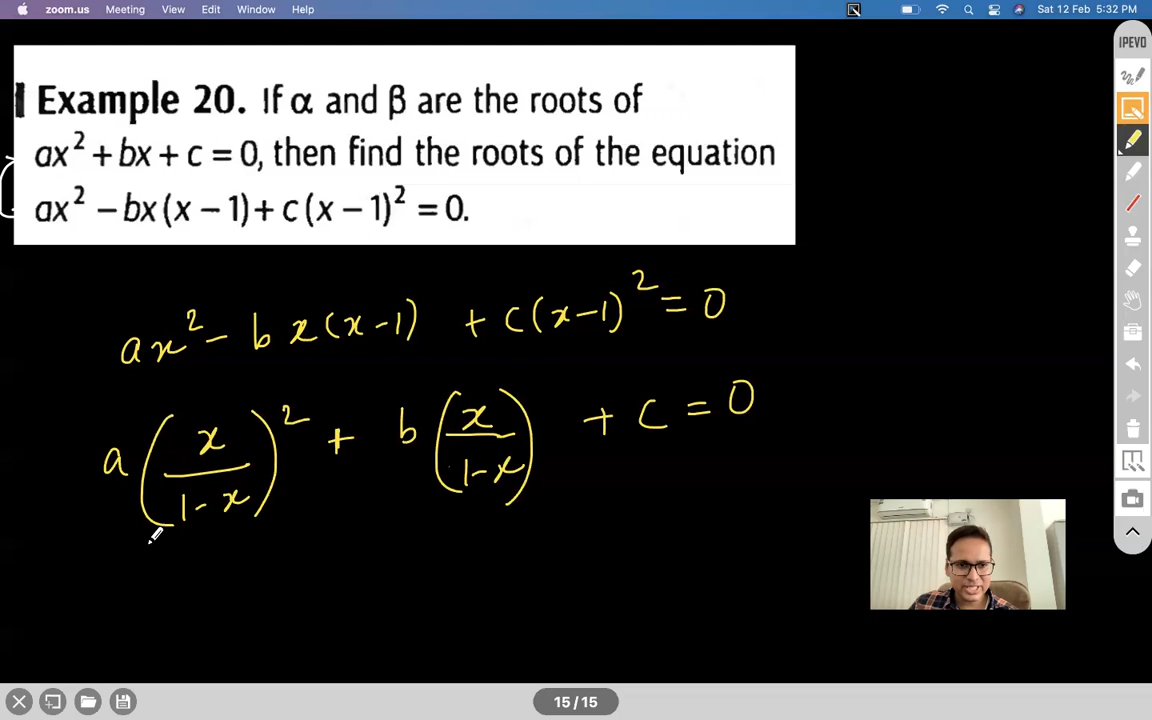 zoom.us Meeting View Edit Window Help Sat 12 Feb 5:32 PM
IPEVO
Example 20. If α and β are the roots of
ax² + bx + c = 0, then find the roots of the equation
ax² − bx (x − 1) + c (x − 1)² = 0.
ax² − b x(x−1) + c(x−1)² = 0
a(x/(1−x))² + b(x/(1−x)) + c = 0
15 / 15